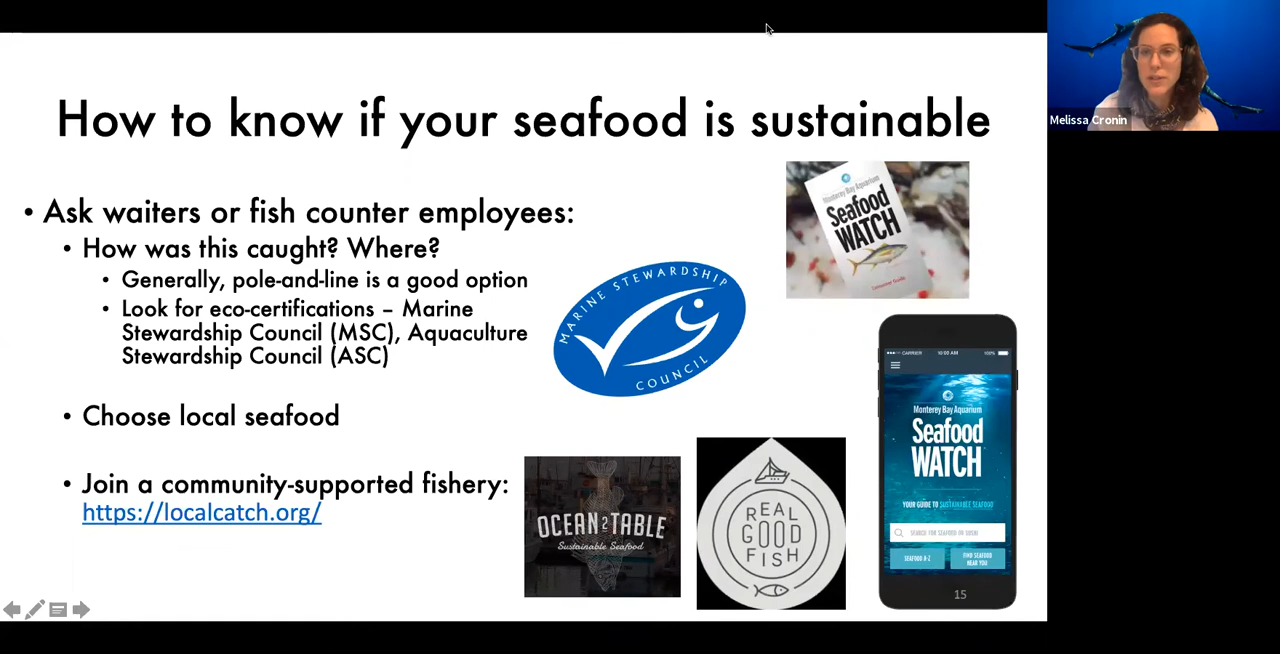 How to know if your seafood is sustainable
• Ask waiters or fish counter employees:
• How was this caught? Where?
• Generally, pole-and-line is a good option
• Look for eco-certifications – Marine
Stewardship Council (MSC), Aquaculture
Stewardship Council (ASC)
• Choose local seafood
• Join a community-supported fishery:
https://localcatch.org/
MARINE STEWARDSHIP
COUNCIL
Monterey Bay Aquarium
Seafood
WATCH
Consumer Guide
CARRIER
10:00 AM
100%
Monterey Bay Aquarium
Seafood
WATCH
YOUR GUIDE TO SUSTAINABLE SEAFOOD
SEARCH FOR SEAFOOD OR SUSHI
SEAFOOD A-Z
FIND SEAFOOD
NEAR YOU
15
OCEAN 2 TABLE
Sustainable Seafood
REAL
GOOD
FISH
Melissa Cronin